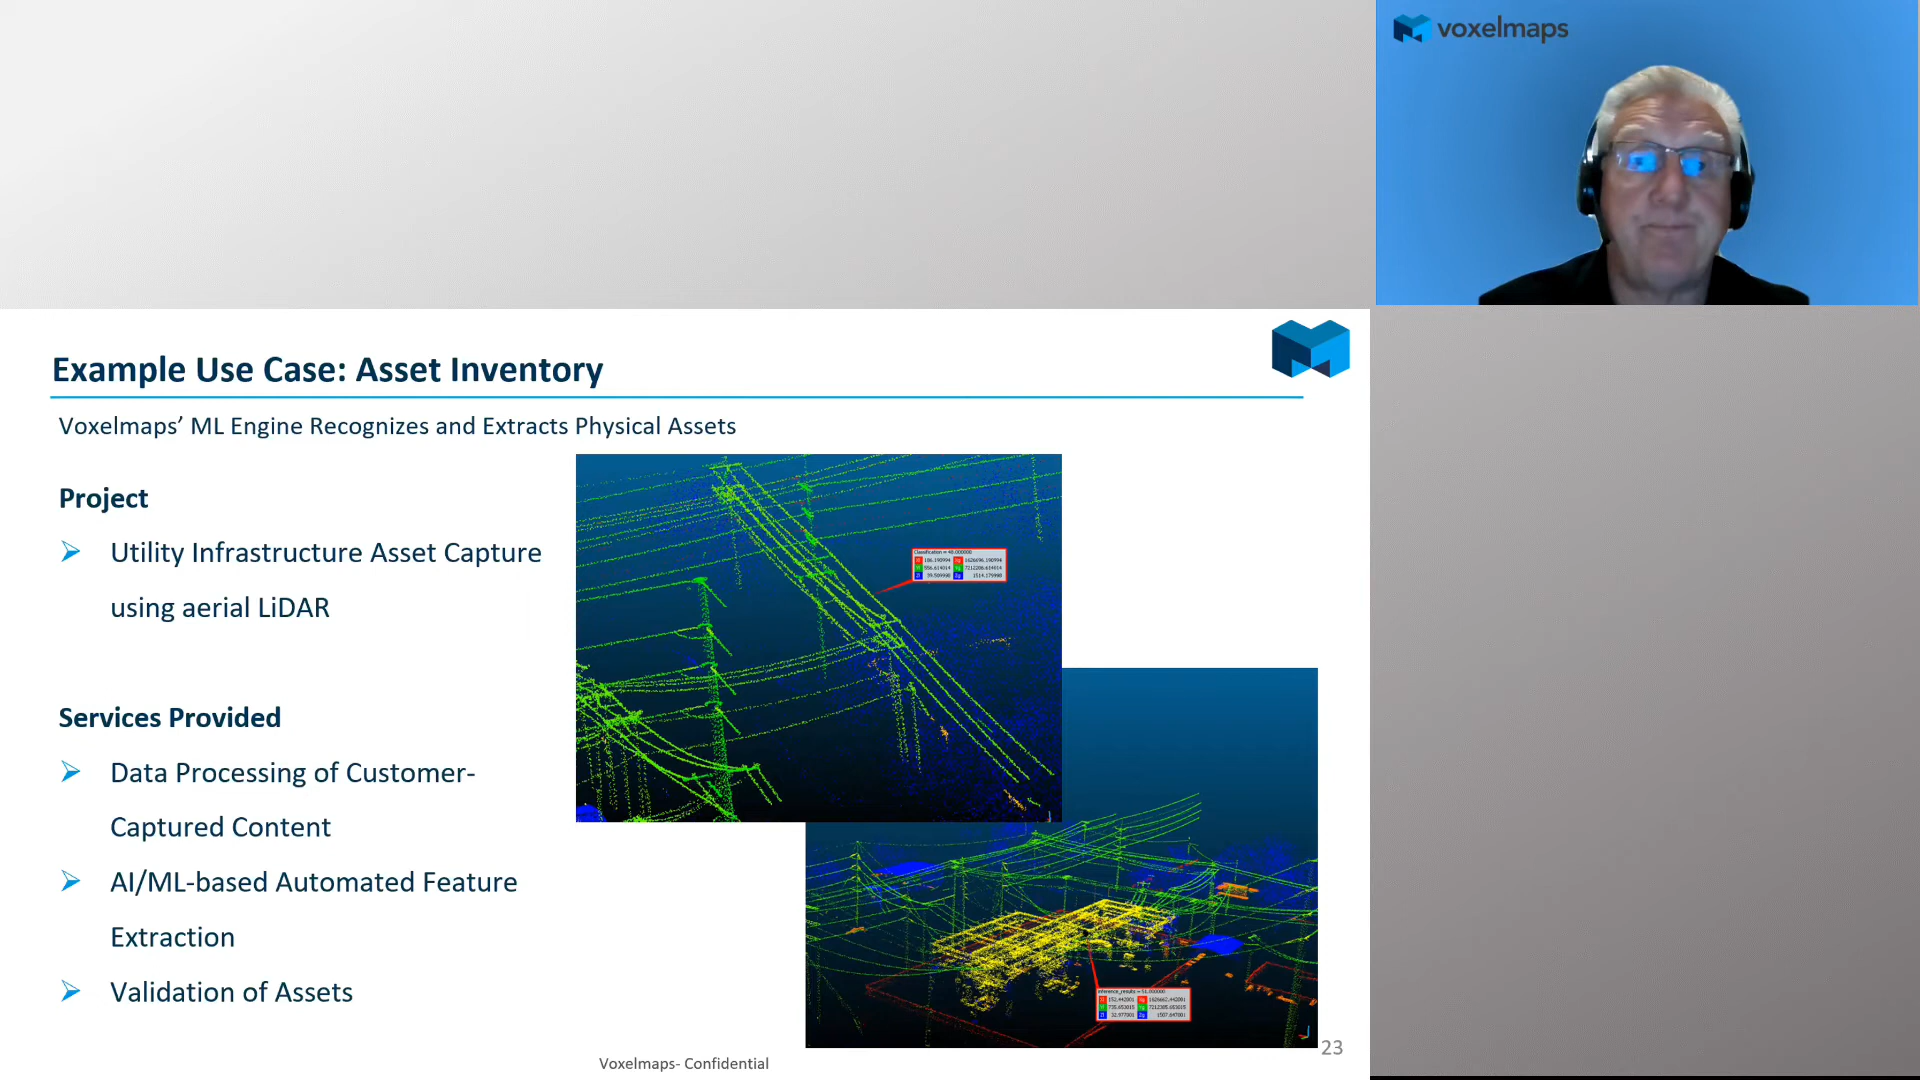 voxelmaps
Example Use Case: Asset Inventory
Voxelmaps’ ML Engine Recognizes and Extracts Physical Assets
Project
Utility Infrastructure Asset Capture
using aerial LiDAR
Services Provided
Data Processing of Customer-
Captured Content
AI/ML-based Automated Feature
Extraction
Validation of Assets
Voxelmaps- Confidential
23